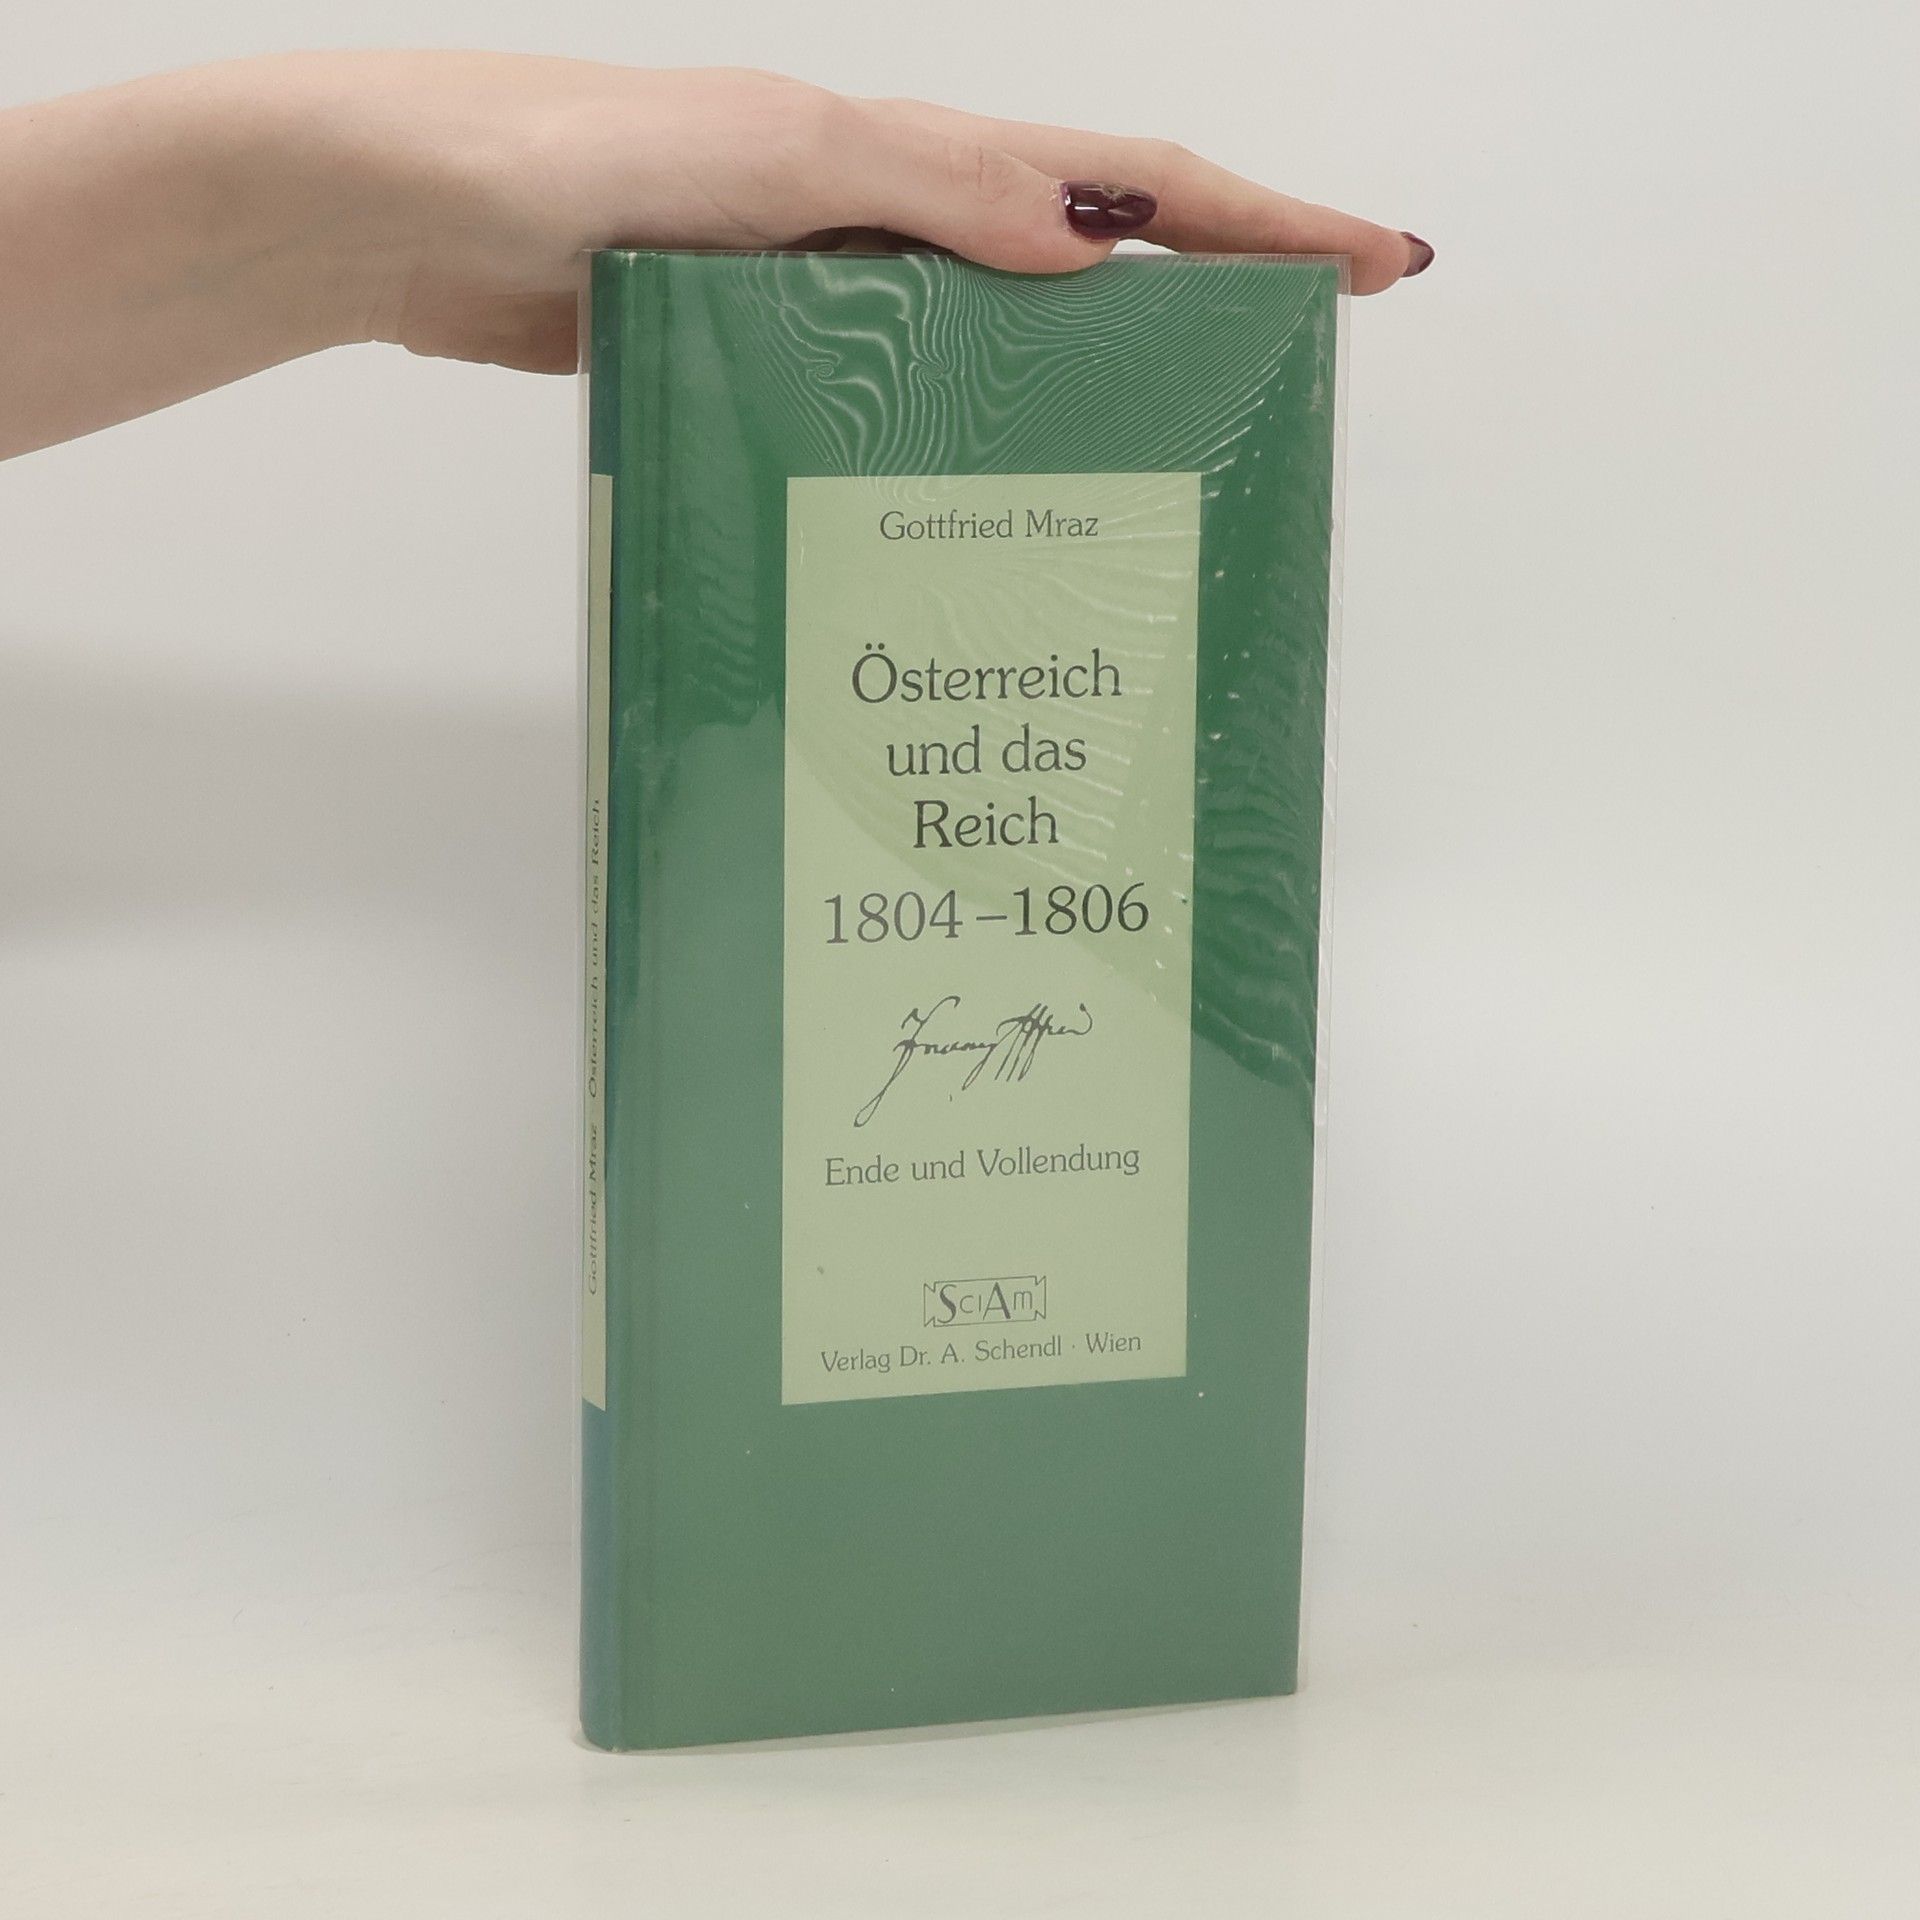 Gottfried Mraz
Österreich
und das
Reich
1804–1806
Ende und Vollendung
SciAm
Verlag Dr. A. Schendl · Wien
Gottfried Mraz · Österreich und das Reich